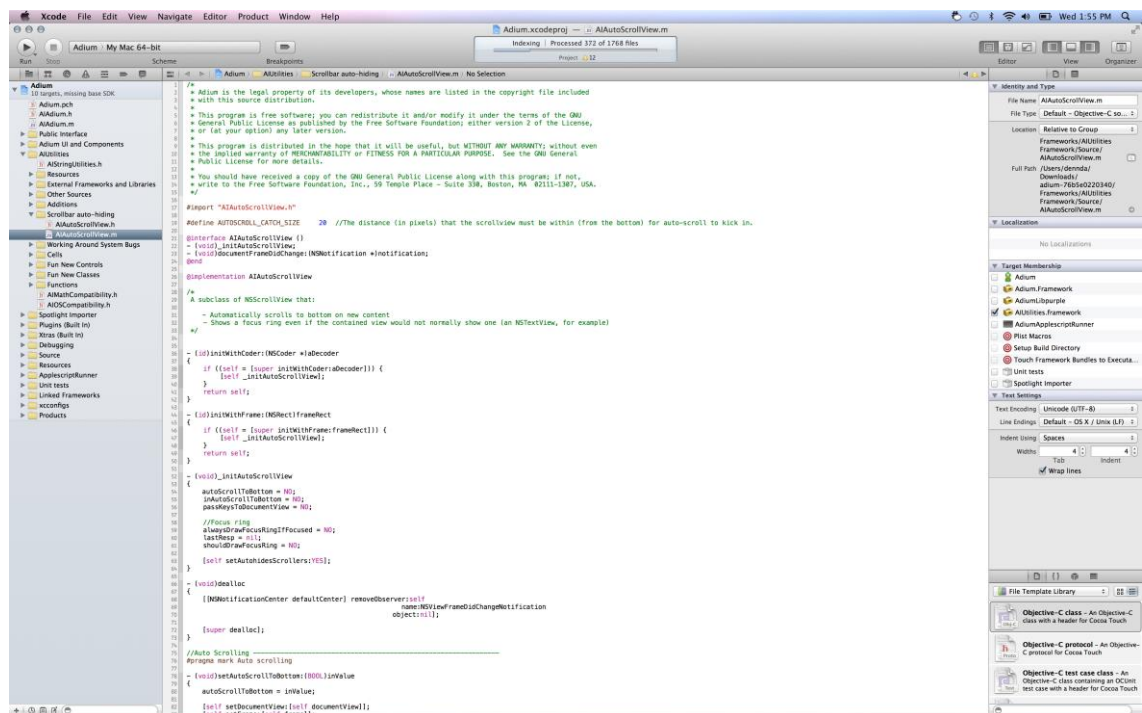 Xcode File Edit View Navigate Editor Product Window Help
Wed 1:55 PM
Adium.xcodeproj — AIAutoScrollView.m
Run Stop
Adium My Mac 64-bit
Scheme
Breakpoints
Indexing | Processed 372 of 1768 files
Project 12
Editor View Organizer
Adium AIUtilities Scrollbar auto-hiding AIAutoScrollView.m No Selection
Adium
10 targets, missing base SDK
Adium.pch
AIAdium.h
AIAdium.m
Public Interface
Adium UI and Components
AIUtilities
AIStringUtilities.h
Resources
External Frameworks and Libraries
Other Sources
Additions
Scrollbar auto-hiding
AIAutoScrollView.h
AIAutoScrollView.m
Working Around System Bugs
Cells
Fun New Controls
Fun New Classes
Functions
AIMathCompatibility.h
AIOSCompatibility.h
Spotlight Importer
Plugins (Built In)
Xtras (Built In)
Debugging
Source
Resources
ApplescriptRunner
Unit tests
Linked Frameworks
xcconfigs
Products
/*
* Adium is the legal property of its developers, whose names are listed in the copyright file included
* with this source distribution.
*
* This program is free software; you can redistribute it and/or modify it under the terms of the GNU
* General Public License as published by the Free Software Foundation; either version 2 of the License,
* or (at your option) any later version.
*
* This program is distributed in the hope that it will be useful, but WITHOUT ANY WARRANTY; without even
* the implied warranty of MERCHANTABILITY or FITNESS FOR A PARTICULAR PURPOSE. See the GNU General
* Public License for more details.
*
* You should have received a copy of the GNU General Public License along with this program; if not,
* write to the Free Software Foundation, Inc., 59 Temple Place - Suite 330, Boston, MA 02111-1307, USA.
*/
#import "AIAutoScrollView.h"
#define AUTOSCROLL_CATCH_SIZE 20 //The distance (in pixels) that the scrollview must be within (from the bottom) for auto-scroll to kick in.
@interface AIAutoScrollView ()
- (void)_initAutoScrollView;
- (void)documentFrameDidChange:(NSNotification *)notification;
@end
@implementation AIAutoScrollView
/*
A subclass of NSScrollView that:
- Automatically scrolls to bottom on new content
- Shows a focus ring even if the contained view would not normally show one (an NSTextView, for example)
*/
- (id)initWithCoder:(NSCoder *)aDecoder
{
if ((self = [super initWithCoder:aDecoder])) {
[self _initAutoScrollView];
}
return self;
}
- (id)initWithFrame:(NSRect)frameRect
{
if ((self = [super initWithFrame:frameRect])) {
[self _initAutoScrollView];
}
return self;
}
- (void)_initAutoScrollView
{
autoScrollToBottom = NO;
inAutoScrollToBottom = NO;
passKeysToDocumentView = NO;
//Focus ring
alwaysDrawFocusRingIfFocused = NO;
lastResp = nil;
shouldDrawFocusRing = NO;
[self setAutohidesScrollers:YES];
}
- (void)dealloc
{
[[NSNotificationCenter defaultCenter] removeObserver:self
name:NSViewFrameDidChangeNotification
object:nil];
[super dealloc];
}
//Auto Scrolling
#pragma mark Auto scrolling
- (void)setAutoScrollToBottom:(BOOL)inValue
{
autoScrollToBottom = inValue;
[self setDocumentView:[self documentView]];
Identity and Type
File Name AIAutoScrollView.m
File Type Default - Objective-C so...
Location Relative to Group
Frameworks/AIUtilities
Framework/Source/
AIAutoScrollView.m
Full Path /Users/dennda/
Downloads/
adium-76b5e0220340/
Frameworks/AIUtilities
Framework/Source/
AIAutoScrollView.m
Localization
No Localizations
Target Membership
Adium
Adium.Framework
AdiumLibpurple
AIUtilities.framework
AdiumApplescriptRunner
Plist Macros
Setup Build Directory
Touch Framework Bundles to Executa...
Unit tests
Spotlight Importer
Text Settings
Text Encoding Unicode (UTF-8)
Line Endings Default - OS X / Unix (LF)
Indent Using Spaces
Widths 4 4
Tab Indent
Wrap lines
File Template Library
Objective-C class - An Objective-C
class with a header for Cocoa Touch
Objective-C protocol - An Objective-
C protocol for Cocoa Touch
Objective-C test case class - An
Objective-C class containing an OCUnit
test case with a header for Cocoa Touch